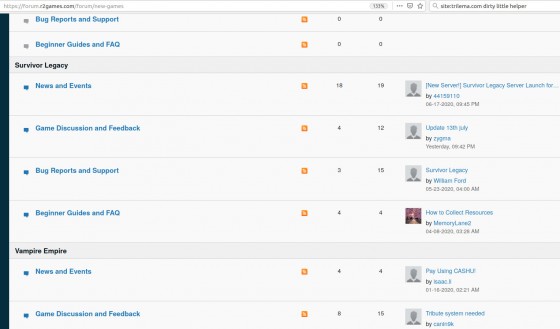 https://forum.r2games.com/forum/new-games 133% ··· site:trilema.com dirty little helper
Bug Reports and Support 0 0
Beginner Guides and FAQ 0 0
Survivor Legacy
News and Events 18 19 [New Server!] Survivor Legacy Server Launch for...
by 44159110
06-17-2020, 09:45 PM
Game Discussion and Feedback 4 12 Update 13th july
by zygma
Yesterday, 09:42 PM
Bug Reports and Support 3 15 Survivor Legacy
by William Ford
05-23-2020, 04:00 AM
Beginner Guides and FAQ 4 4 How to Collect Resources
by MemoryLane2
04-08-2020, 03:28 AM
Vampire Empire
News and Events 4 4 Pay Using CASHU!
by isaac.li
01-16-2020, 02:21 AM
Game Discussion and Feedback 8 15 Tribute system needed
by cantri9k